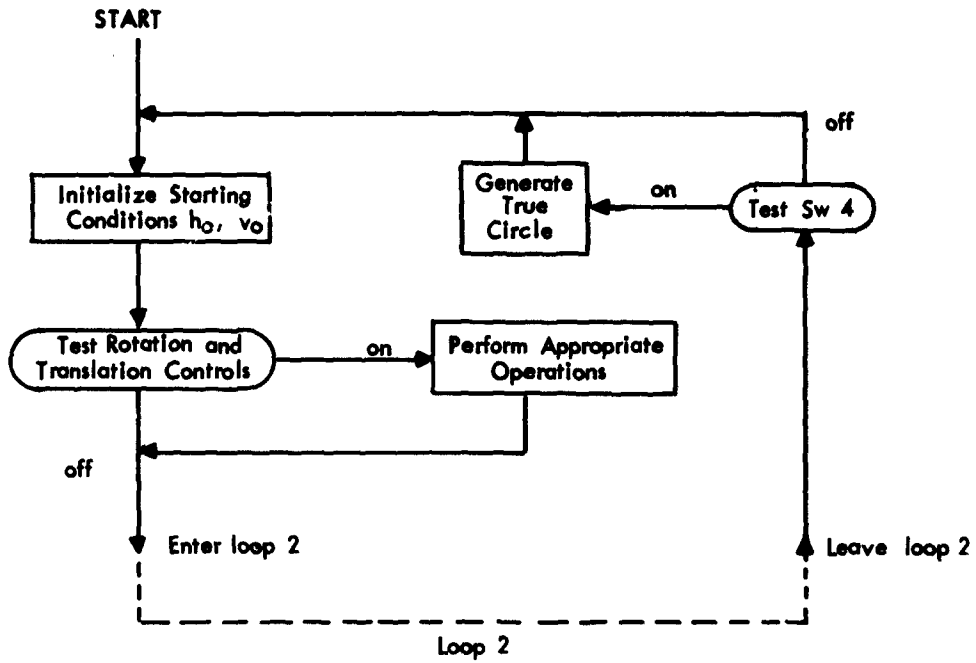 START
off
Initialize Starting
Conditions h₀, v₀
Generate
True
Circle
on
Test Sw 4
Test Rotation and
Translation Controls
on
Perform Appropriate
Operations
off
Enter loop 2
Leave loop 2
Loop 2